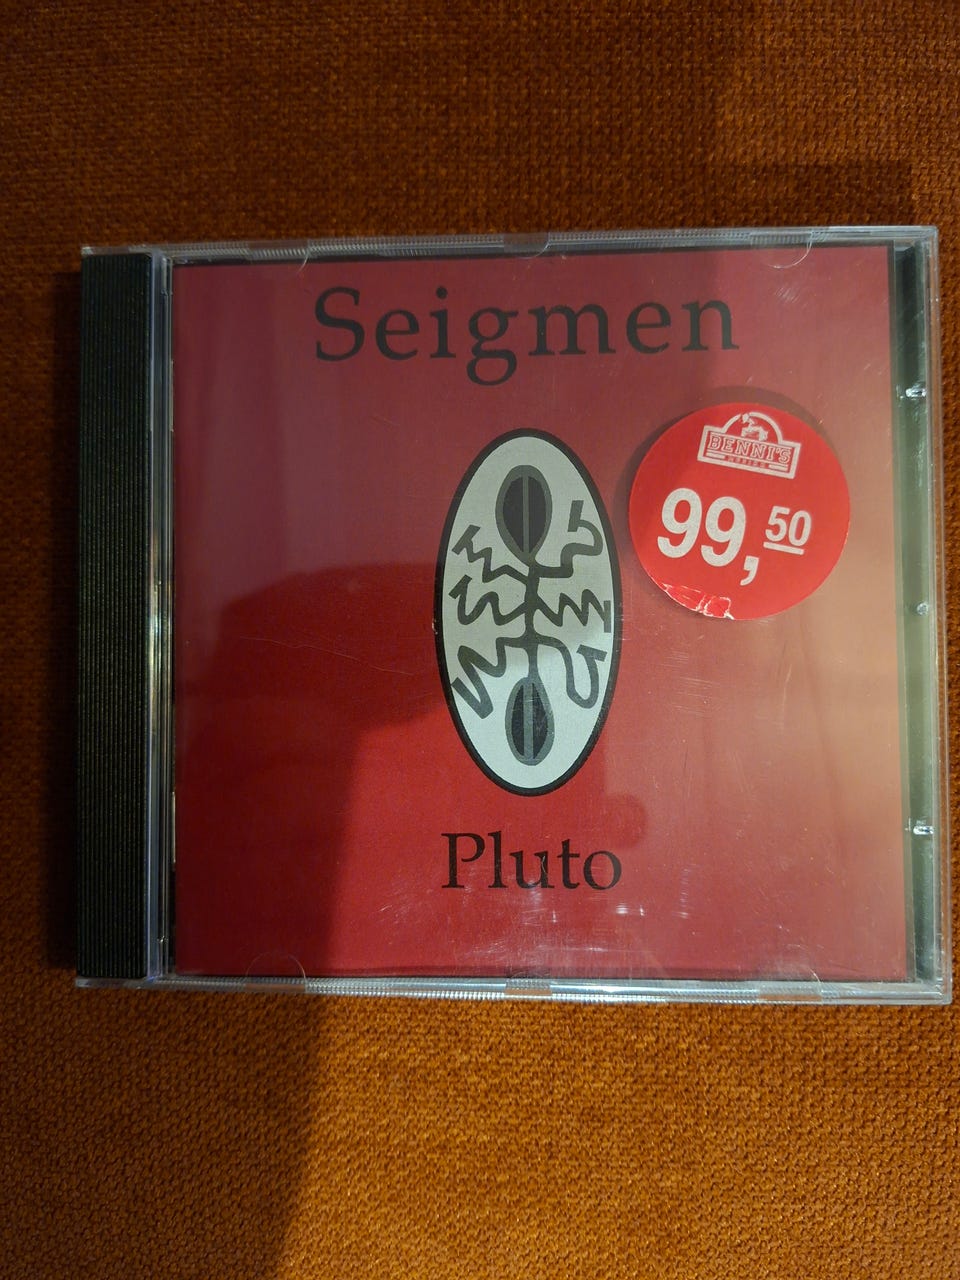 Seigmen
BENNI'S
99,50
Pluto